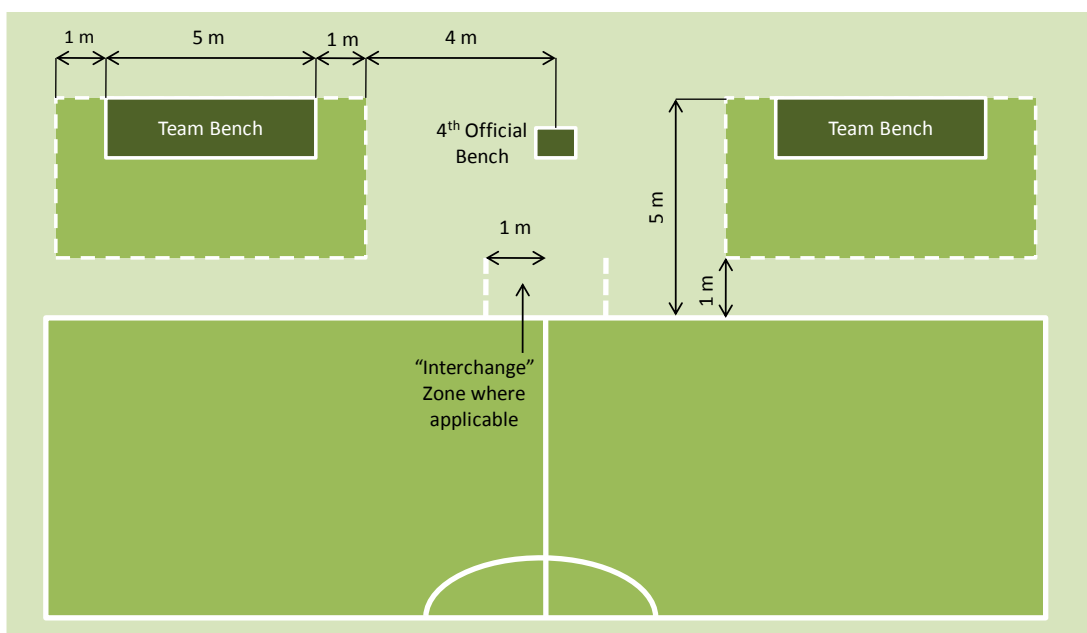 1 m
5 m
1 m
4 m
Team Bench
4th Official
Bench
Team Bench
5 m
1 m
1 m
“Interchange”
Zone where
applicable